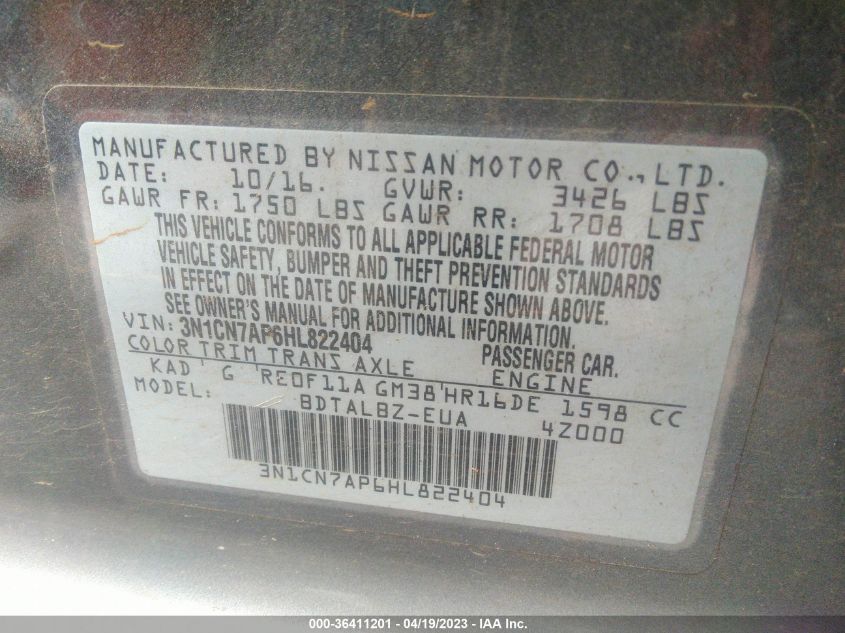 MANUFACTURED BY NISSAN MOTOR CO., LTD.
DATE: 10/16. GVWR: 3426 LBS
GAWR FR: 1750 LBS GAWR RR: 1708 LBS
THIS VEHICLE CONFORMS TO ALL APPLICABLE FEDERAL MOTOR
VEHICLE SAFETY, BUMPER AND THEFT PREVENTION STANDARDS
IN EFFECT ON THE DATE OF MANUFACTURE SHOWN ABOVE.
SEE OWNER'S MANUAL FOR ADDITIONAL INFORMATION.
VIN: 3N1CN7AP6HL822404 PASSENGER CAR.
COLOR TRIM TRANS AXLE ENGINE
KAD G RE0F11A GM38 HR16DE 1598 CC
MODEL: BDTALBZ-EUA 4Z000
3N1CN7AP6HL822404
000-36411201 - 04/19/2023 - IAA Inc.